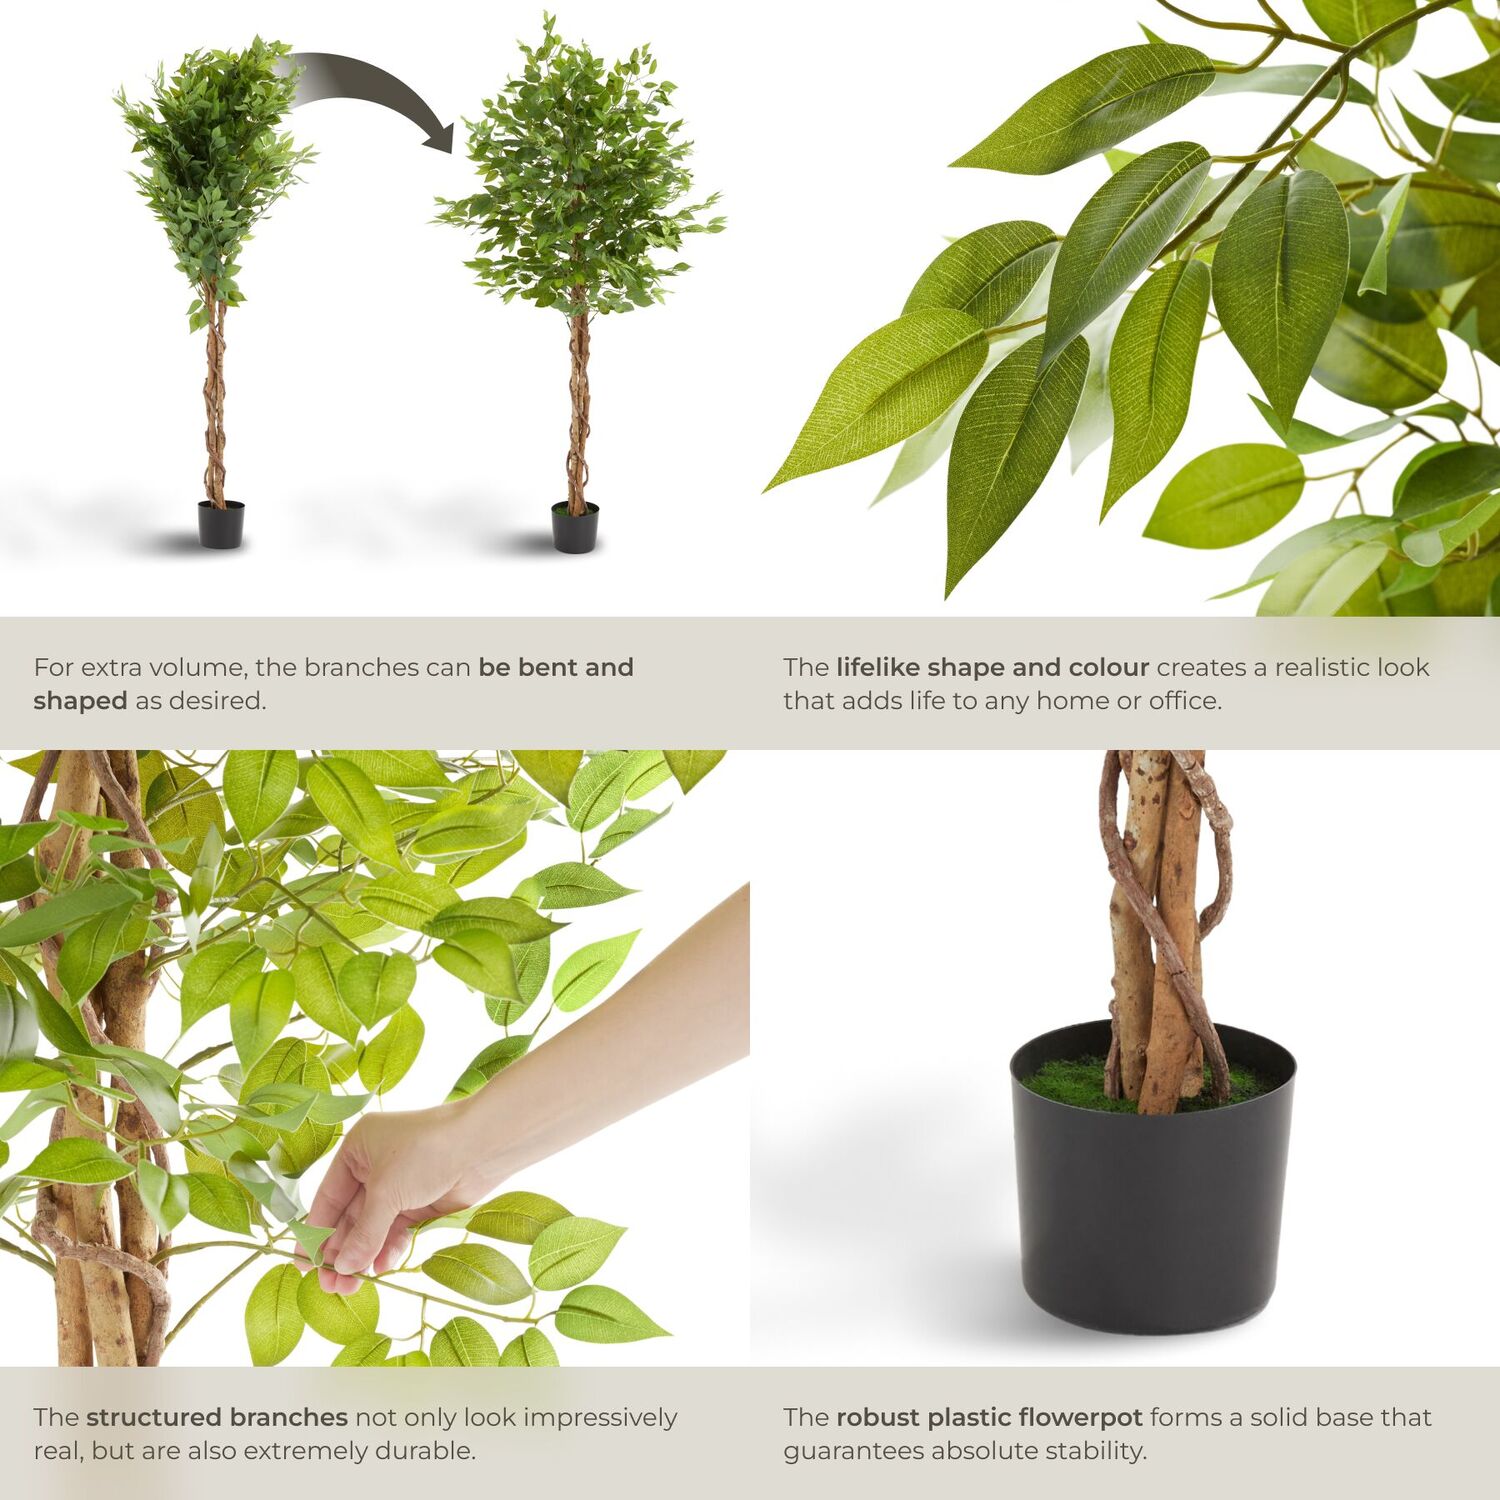 For extra volume, the branches can be bent and
shaped as desired.
The lifelike shape and colour creates a realistic look
that adds life to any home or office.
The structured branches not only look impressively
real, but are also extremely durable.
The robust plastic flowerpot forms a solid base that
guarantees absolute stability.